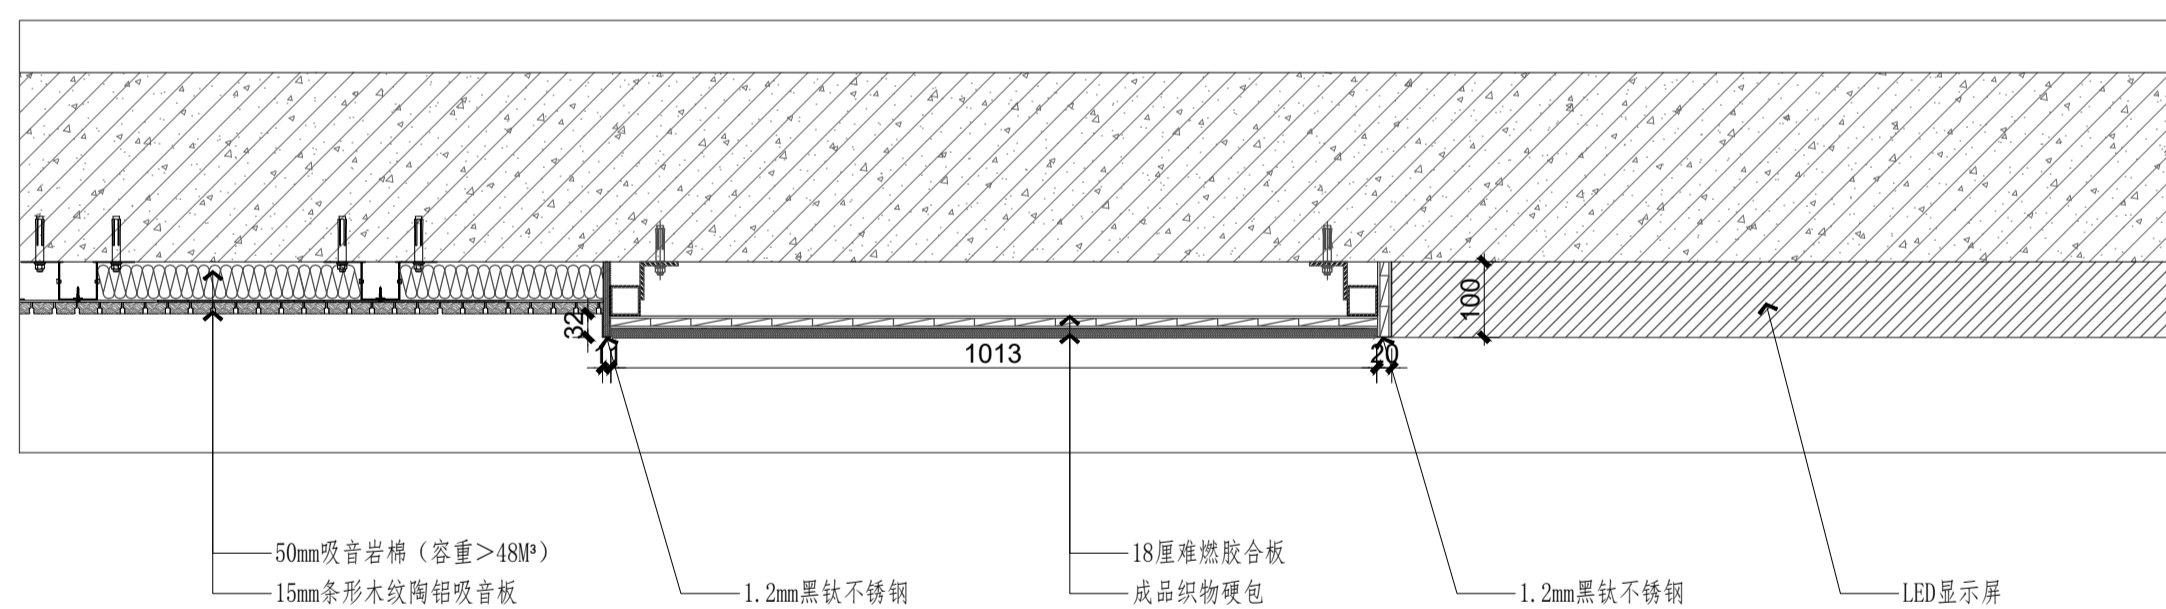 32
11
1013
20
100
50mm吸音岩棉（容重>48M³）
15mm条形木纹陶铝吸音板
1.2mm黑钛不锈钢
18厘难燃胶合板
成品织物硬包
1.2mm黑钛不锈钢
LED显示屏